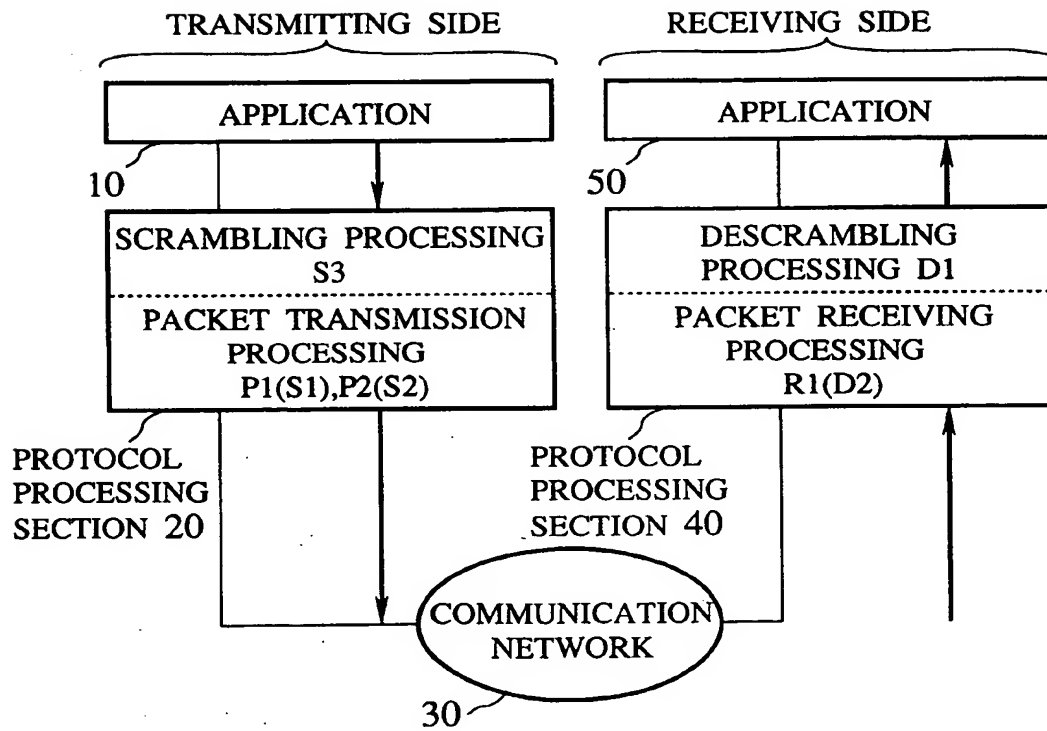 TRANSMITTING SIDE
APPLICATION
10
SCRAMBLING PROCESSING
S3
PACKET TRANSMISSION
PROCESSING
P1(S1),P2(S2)
PROTOCOL
PROCESSING
SECTION 20
RECEIVING SIDE
APPLICATION
50
DESCRAMBLING
PROCESSING D1
PACKET RECEIVING
PROCESSING
R1(D2)
PROTOCOL
PROCESSING
SECTION 40
COMMUNICATION
NETWORK
30